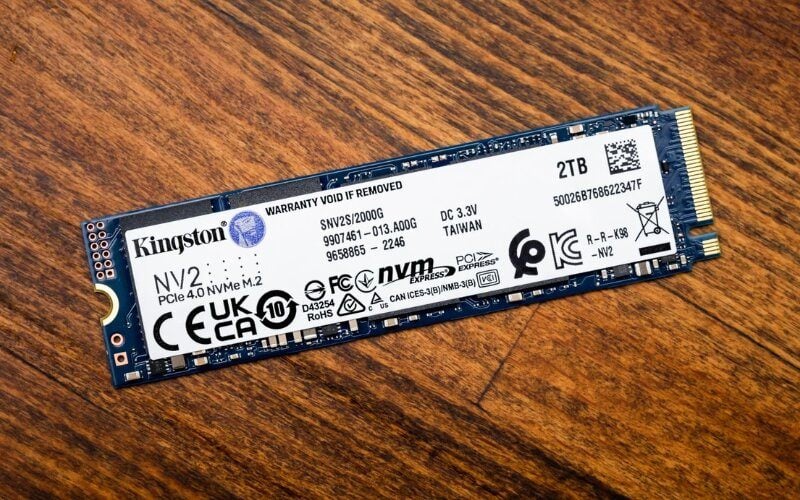 WARRANTY VOID IF REMOVED
Kingston
NV2
PCIe 4.0 NVMe M.2
SNV2S/2000G
9907461-013.A00G
9658865 - 2246
DC 3.3V
TAIWAN
2TB
50026B768622347F
CE UK CA 10
D43254
RoHS
FC
C US
nvm EXPRESS
PCI EXPRESS
CAN ICES-3(B)/NMB-3(B)
R-R-K98
-NV2